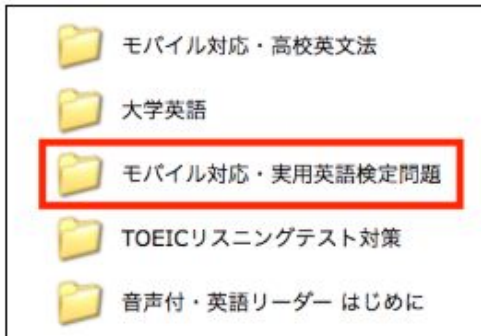 モバイル対応・高校英文法
大学英語
モバイル対応・実用英語検定問題
TOEICリスニングテスト対策
音声付・英語リーダー はじめに